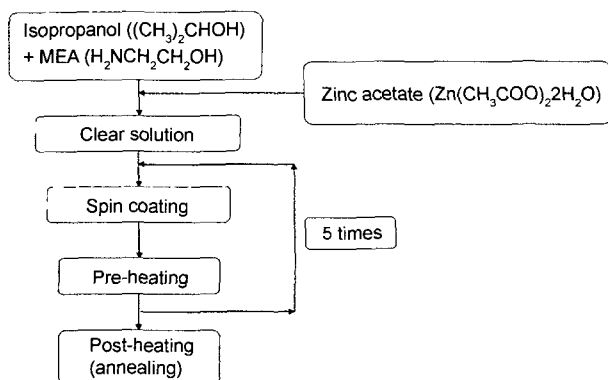 Isopropanol ((CH₃)₂CHOH)
+ MEA (H₂NCH₂CH₂OH)
Zinc acetate (Zn(CH₃COO)₂2H₂O)
Clear solution
Spin coating
5 times
Pre-heating
Post-heating
(annealing)